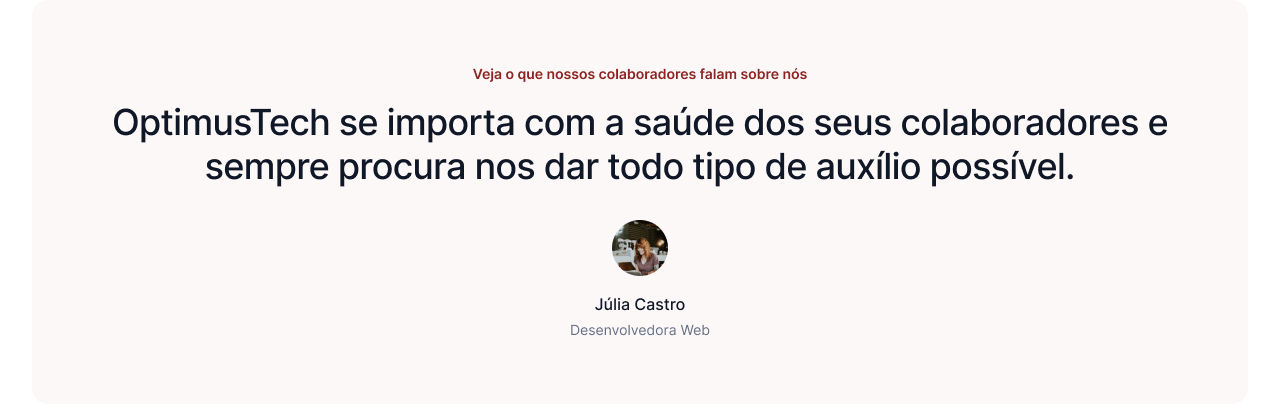 Veja o que nossos colaboradores falam sobre nós
OptimusTech se importa com a saúde dos seus colaboradores e
sempre procura nos dar todo tipo de auxílio possível.
Júlia Castro
Desenvolvedora Web